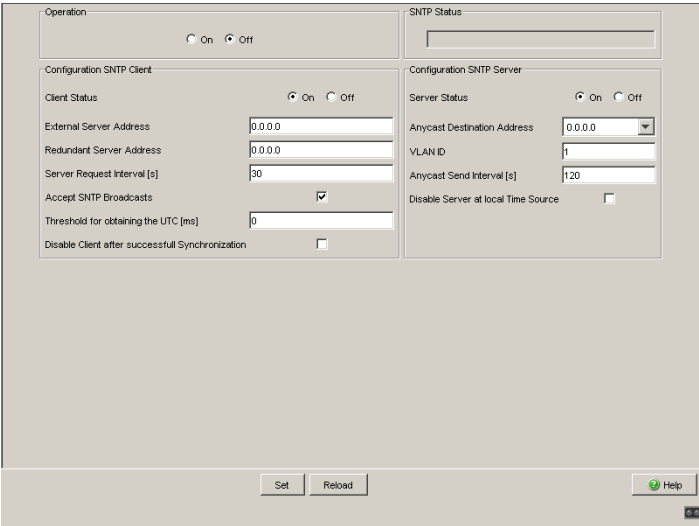 Operation
On Off
SNTP Status
Configuration SNTP Client
Client Status On Off
External Server Address 0.0.0.0
Redundant Server Address 0.0.0.0
Server Request Interval [s] 30
Accept SNTP Broadcasts
Threshold for obtaining the UTC [ms] 0
Disable Client after successfull Synchronization
Configuration SNTP Server
Server Status On Off
Anycast Destination Address 0.0.0.0
VLAN ID 1
Anycast Send Interval [s] 120
Disable Server at local Time Source
Set Reload Help